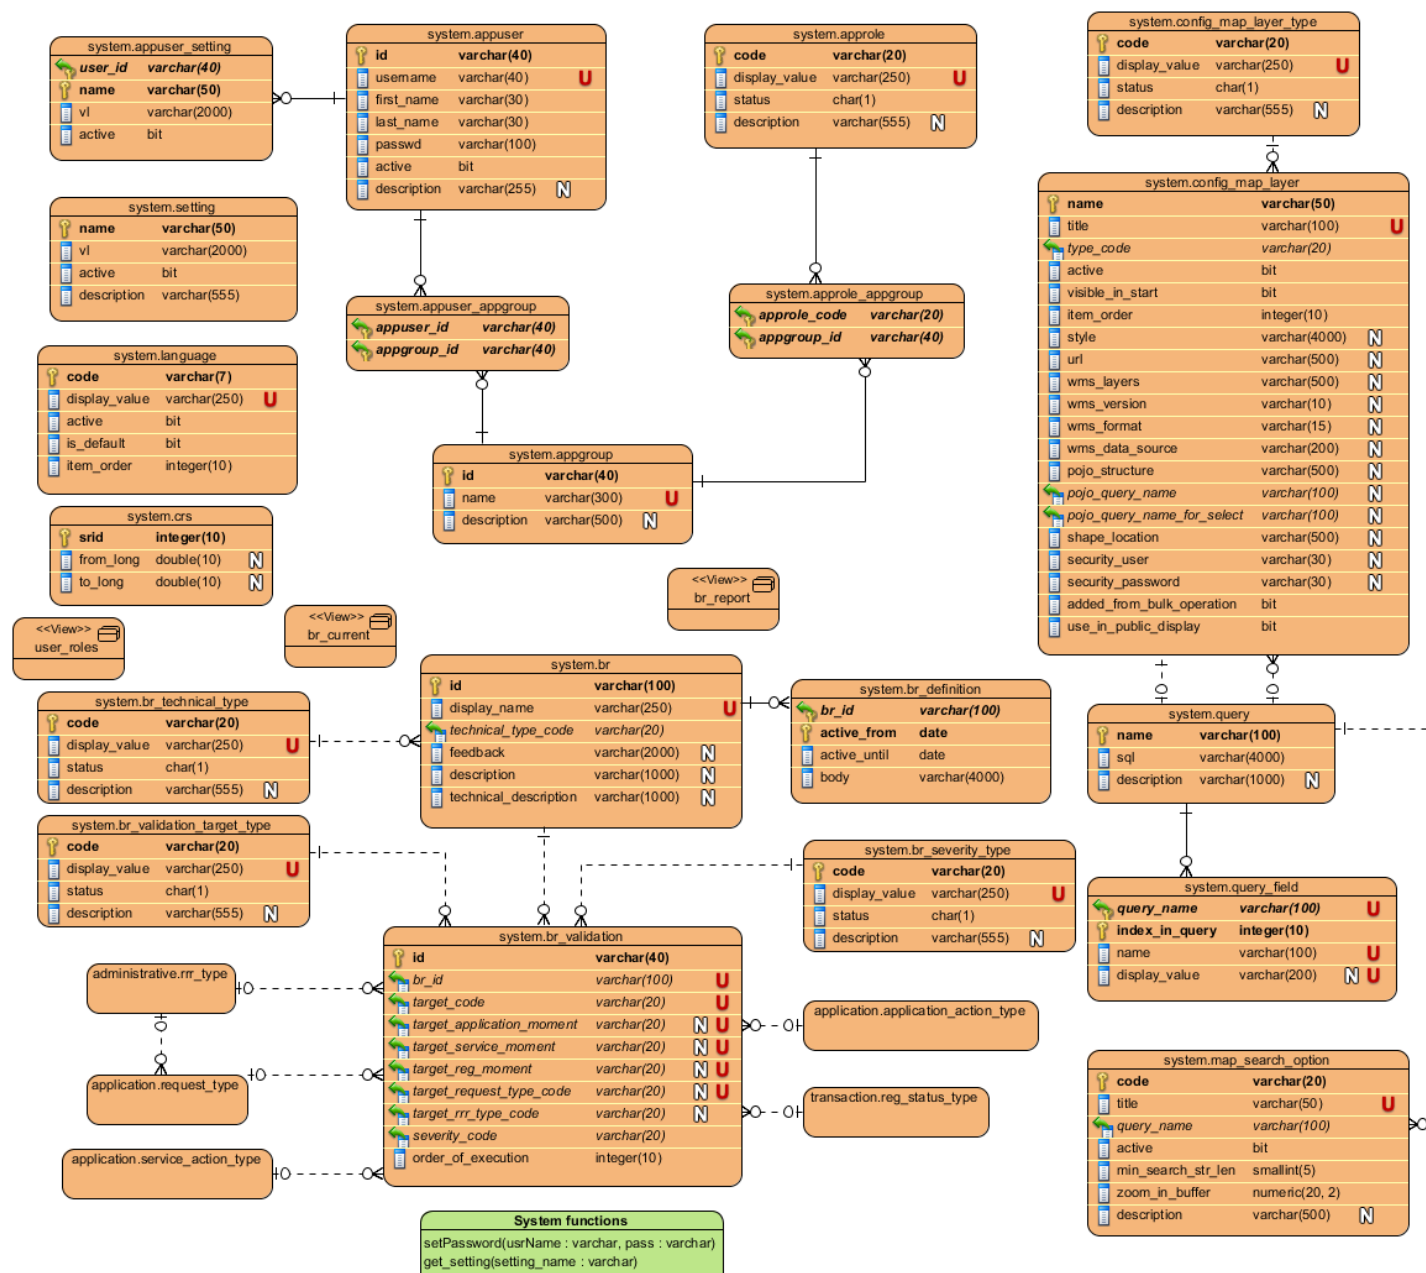 system.appuser_setting
user_id varchar(40)
name varchar(50)
vl varchar(2000)
active bit
system.appuser
id varchar(40)
username varchar(40) U
first_name varchar(30)
last_name varchar(30)
passwd varchar(100)
active bit
description varchar(255) N
system.approle
code varchar(20)
display_value varchar(250) U
status char(1)
description varchar(555) N
system.config_map_layer_type
code varchar(20)
display_value varchar(250) U
status char(1)
description varchar(555) N
system.setting
name varchar(50)
vl varchar(2000)
active bit
description varchar(555)
system.appuser_appgroup
appuser_id varchar(40)
appgroup_id varchar(40)
system.approle_appgroup
approle_code varchar(20)
appgroup_id varchar(40)
system.config_map_layer
name varchar(50)
title varchar(100) U
type_code varchar(20)
active bit
visible_in_start bit
item_order integer(10)
style varchar(4000) N
url varchar(500) N
wms_layers varchar(500) N
wms_version varchar(10) N
wms_format varchar(15) N
wms_data_source varchar(200) N
pojo_structure varchar(500) N
pojo_query_name varchar(100) N
pojo_query_name_for_select varchar(100) N
shape_location varchar(500) N
security_user varchar(30) N
security_password varchar(30) N
added_from_bulk_operation bit
use_in_public_display bit
system.language
code varchar(7)
display_value varchar(250) U
active bit
is_default bit
item_order integer(10)
system.appgroup
id varchar(40)
name varchar(300) U
description varchar(500) N
system.crs
srid integer(10)
from_long double(10) N
to_long double(10) N
<<View>>
user_roles
<<View>>
br_current
<<View>>
br_report
system.br_technical_type
code varchar(20)
display_value varchar(250) U
status char(1)
description varchar(555) N
system.br
id varchar(100)
display_name varchar(250) U
technical_type_code varchar(20)
feedback varchar(2000) N
description varchar(1000) N
technical_description varchar(1000) N
system.br_definition
br_id varchar(100)
active_from date
active_until date
body varchar(4000)
system.query
name varchar(100)
sql varchar(4000)
description varchar(1000) N
system.br_validation_target_type
code varchar(20)
display_value varchar(250) U
status char(1)
description varchar(555) N
system.br_severity_type
code varchar(20)
display_value varchar(250) U
status char(1)
description varchar(555) N
system.query_field
query_name varchar(100) U
index_in_query integer(10)
name varchar(100) U
display_value varchar(200) N U
system.br_validation
id varchar(40)
br_id varchar(100) U
target_code varchar(20) U
target_application_moment varchar(20) N U
target_service_moment varchar(20) N U
target_reg_moment varchar(20) N U
target_request_type_code varchar(20) N U
target_rrr_type_code varchar(20) N
severity_code varchar(20)
order_of_execution integer(10)
administrative.rrr_type
application.request_type
application.service_action_type
application.application_action_type
transaction.reg_status_type
system.map_search_option
code varchar(20)
title varchar(50) U
query_name varchar(100)
active bit
min_search_str_len smallint(5)
zoom_in_buffer numeric(20, 2)
description varchar(500) N
System functions
setPassword(usrName : varchar, pass : varchar)
get_setting(setting_name : varchar)